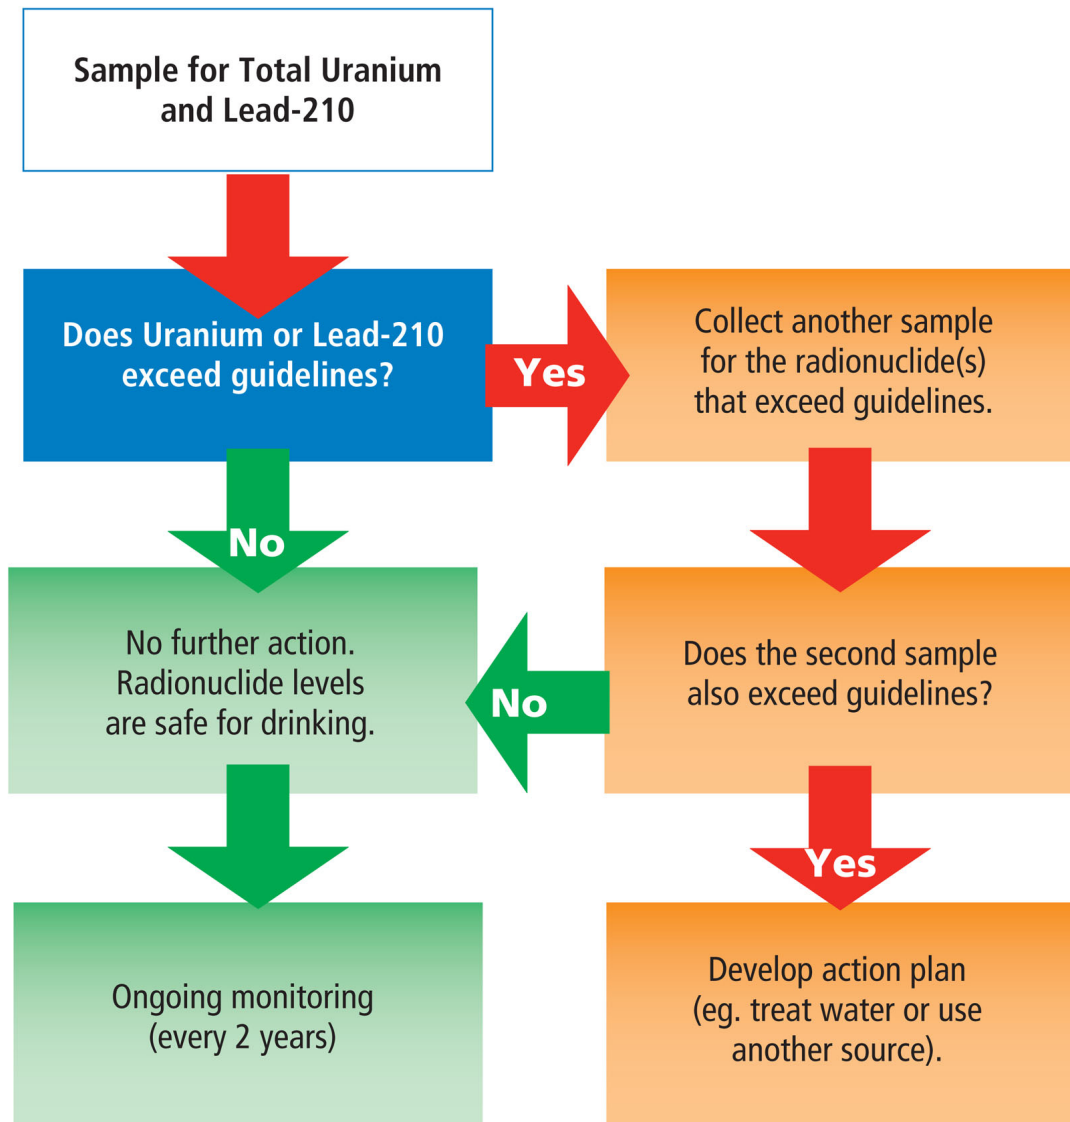 Sample for Total Uranium
and Lead-210
Does Uranium or Lead-210
exceed guidelines?
Yes
Collect another sample
for the radionuclide(s)
that exceed guidelines.
No
No further action.
Radionuclide levels
are safe for drinking.
No
Does the second sample
also exceed guidelines?
Yes
Ongoing monitoring
(every 2 years)
Develop action plan
(eg. treat water or use
another source).